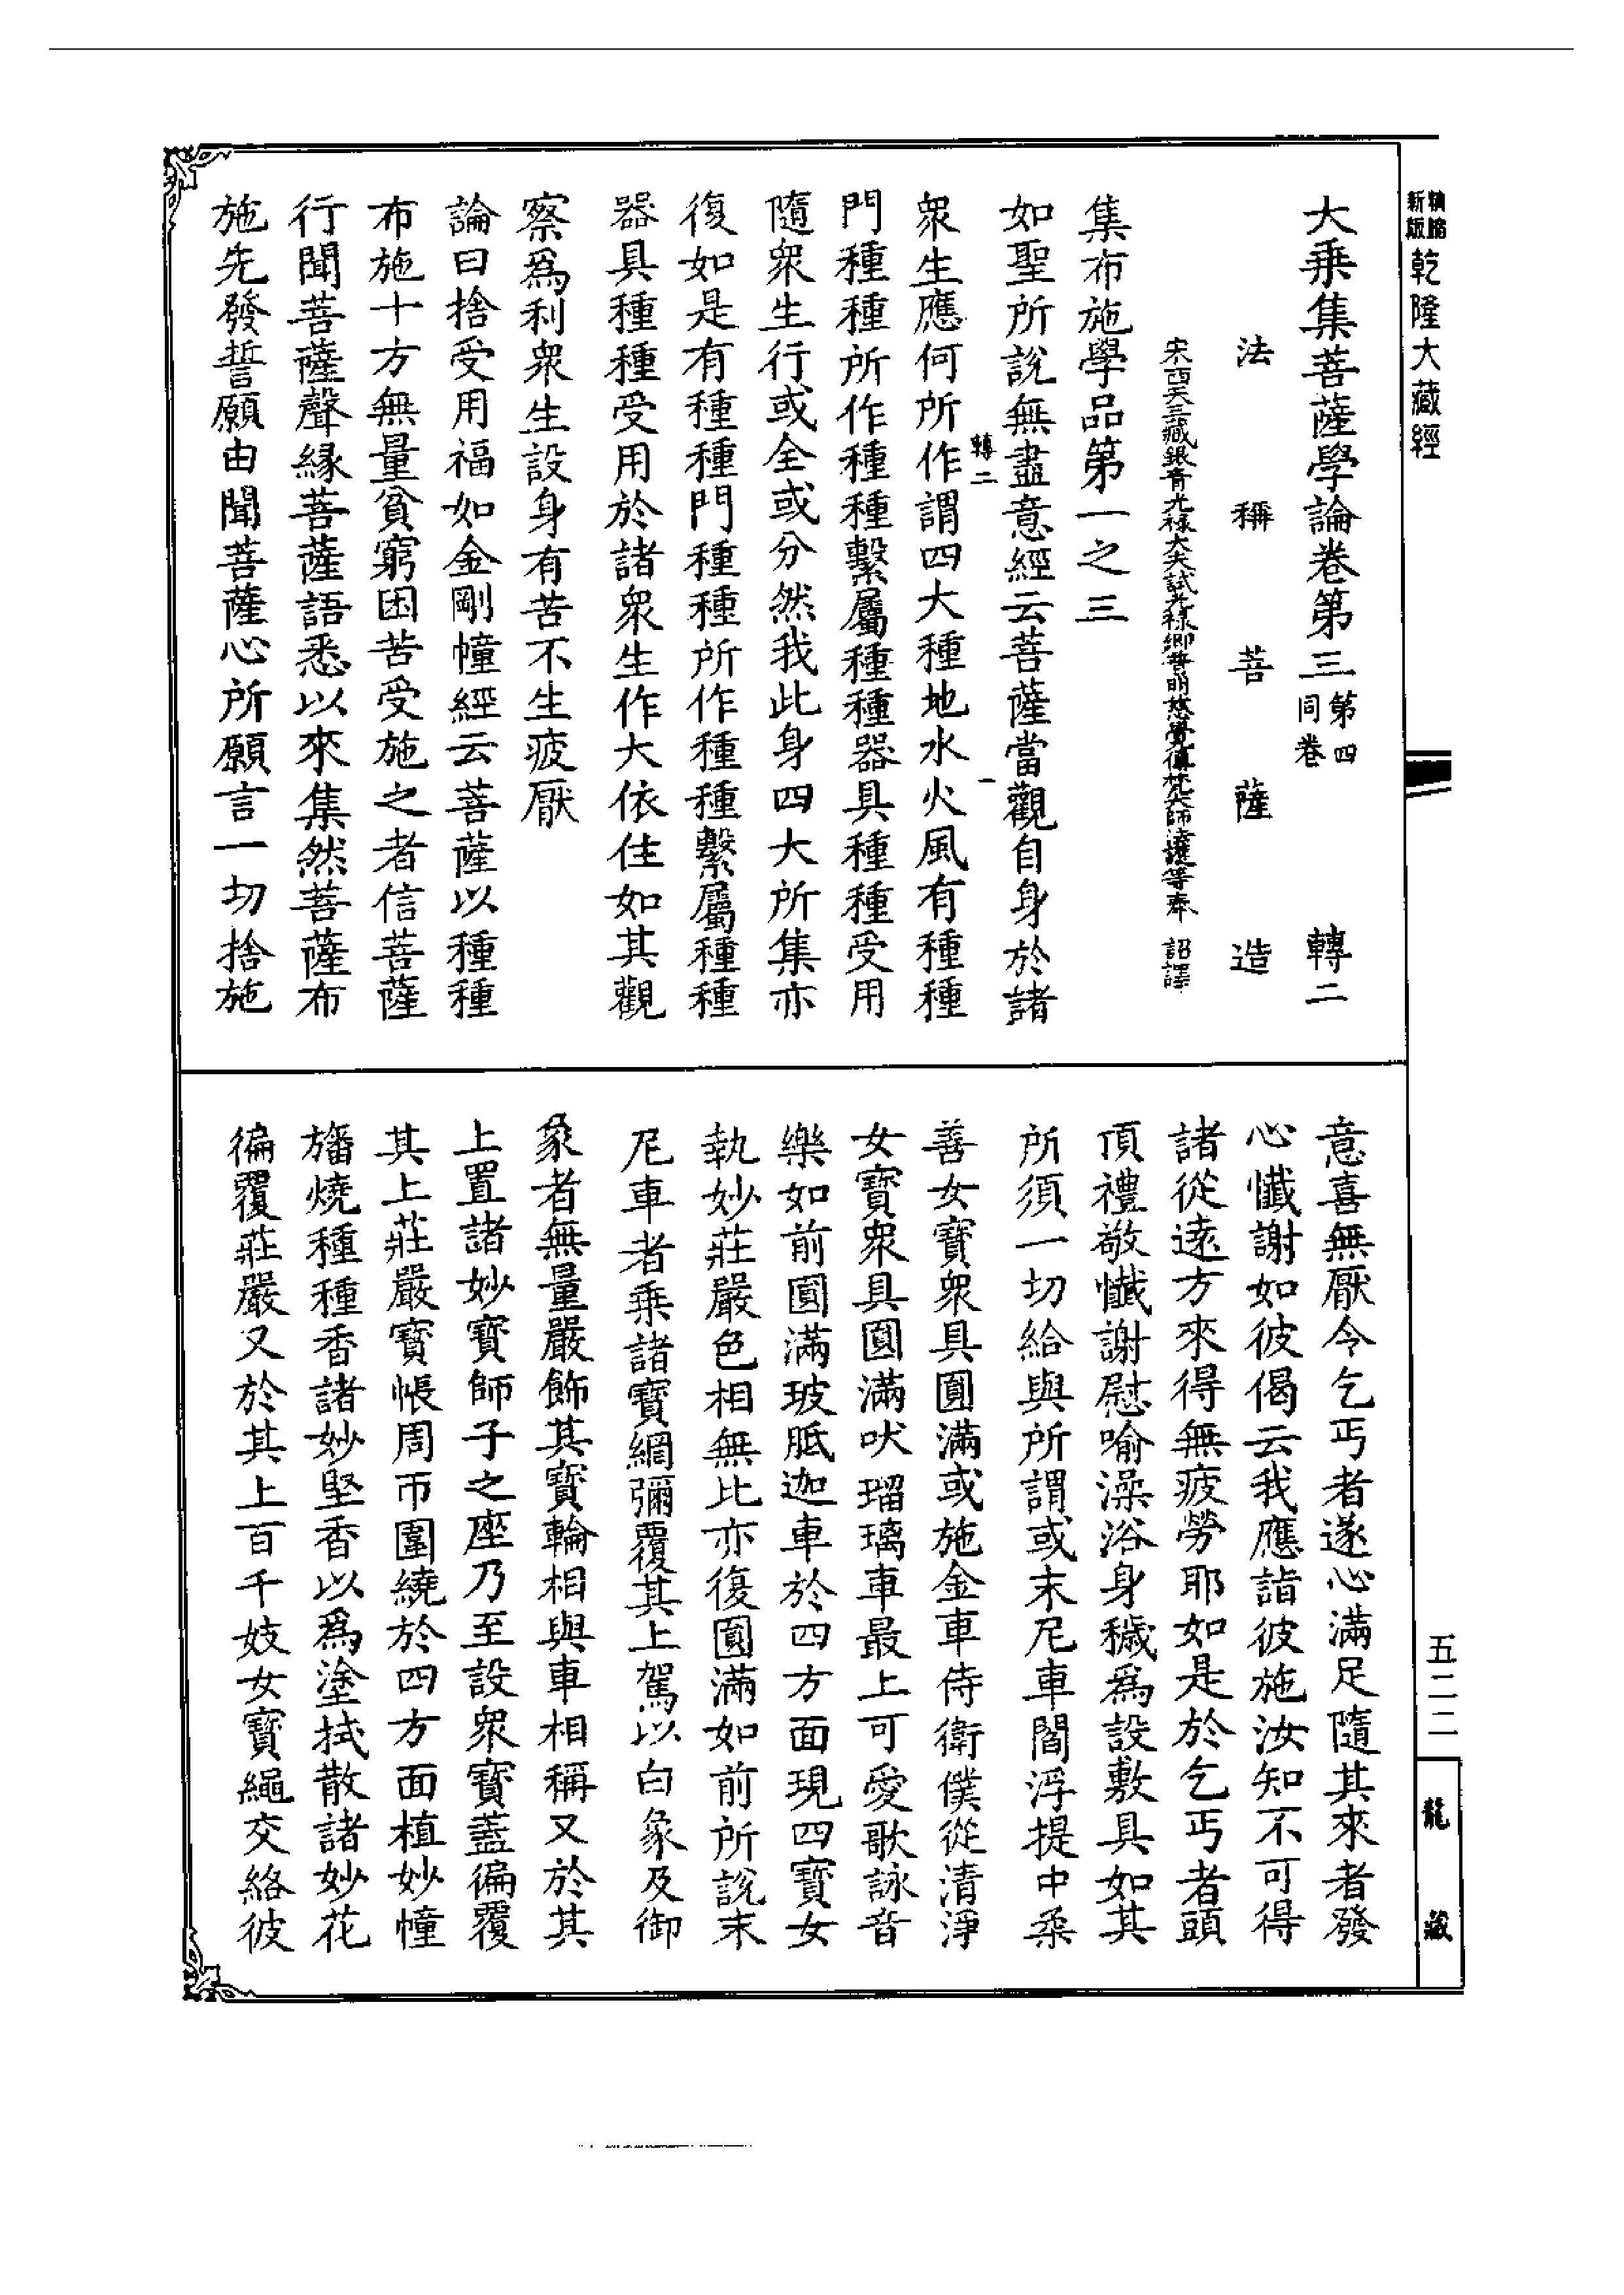 新版精縮乾隆大藏經
大乘集菩薩學論卷第三第四同卷 轉二
法稱菩薩造
宋西天三藏銀青光祿大夫試光祿卿普明慈覺傳梵大師法護等奉 詔譯
集布施學品第一之三
如聖所說無盡意經云菩薩當觀自身於諸
衆生應何所作謂四大種地水火風有種種
轉二 一
門種種所作種種繫屬種種器具種種受用
隨衆生行或全或分然我此身四大所集亦
復如是有種種門種種所作種種繫屬種種
器具種種受用於諸衆生作大依住如其觀
察爲利衆生設身有苦不生疲厭
論曰捨受用福如金剛幢經云菩薩以種種
布施十方無量貧窮困苦受施之者信菩薩
行聞菩薩聲緣菩薩語悉以來集然菩薩布
施先發誓願由聞菩薩心所願言一切捨施
意喜無厭令乞丐者遂心滿足隨其來者發
心懺謝如彼偈云我應詣彼施汝知不可得
諸從遠方來得無疲勞耶如是於乞丐者頭
頂禮敬懺謝慰喻澡浴身穢爲設敷具如其
所須一切給與所謂或末尼車閻浮提中柔
善女寶衆具圓滿或施金車侍衛僕從清淨
女寶衆具圓滿吠瑠璃車最上可愛歌詠音
樂如前圓滿玻胝迦車於四方面現四寶女
執妙莊嚴色相無比亦復圓滿如前所說末
尼車者乘諸寶網彌覆其上駕以白象及御
象者無量嚴飾其寶輪相與車相稱又於其
上置諸妙寶師子之座乃至設衆寶蓋徧覆
其上莊嚴寶帳周帀圍繞於四方面植妙幢
旛燒種種香諸妙堅香以爲塗拭散諸妙花
徧覆莊嚴又於其上百千妓女寶繩交絡彼
五二二
龍藏